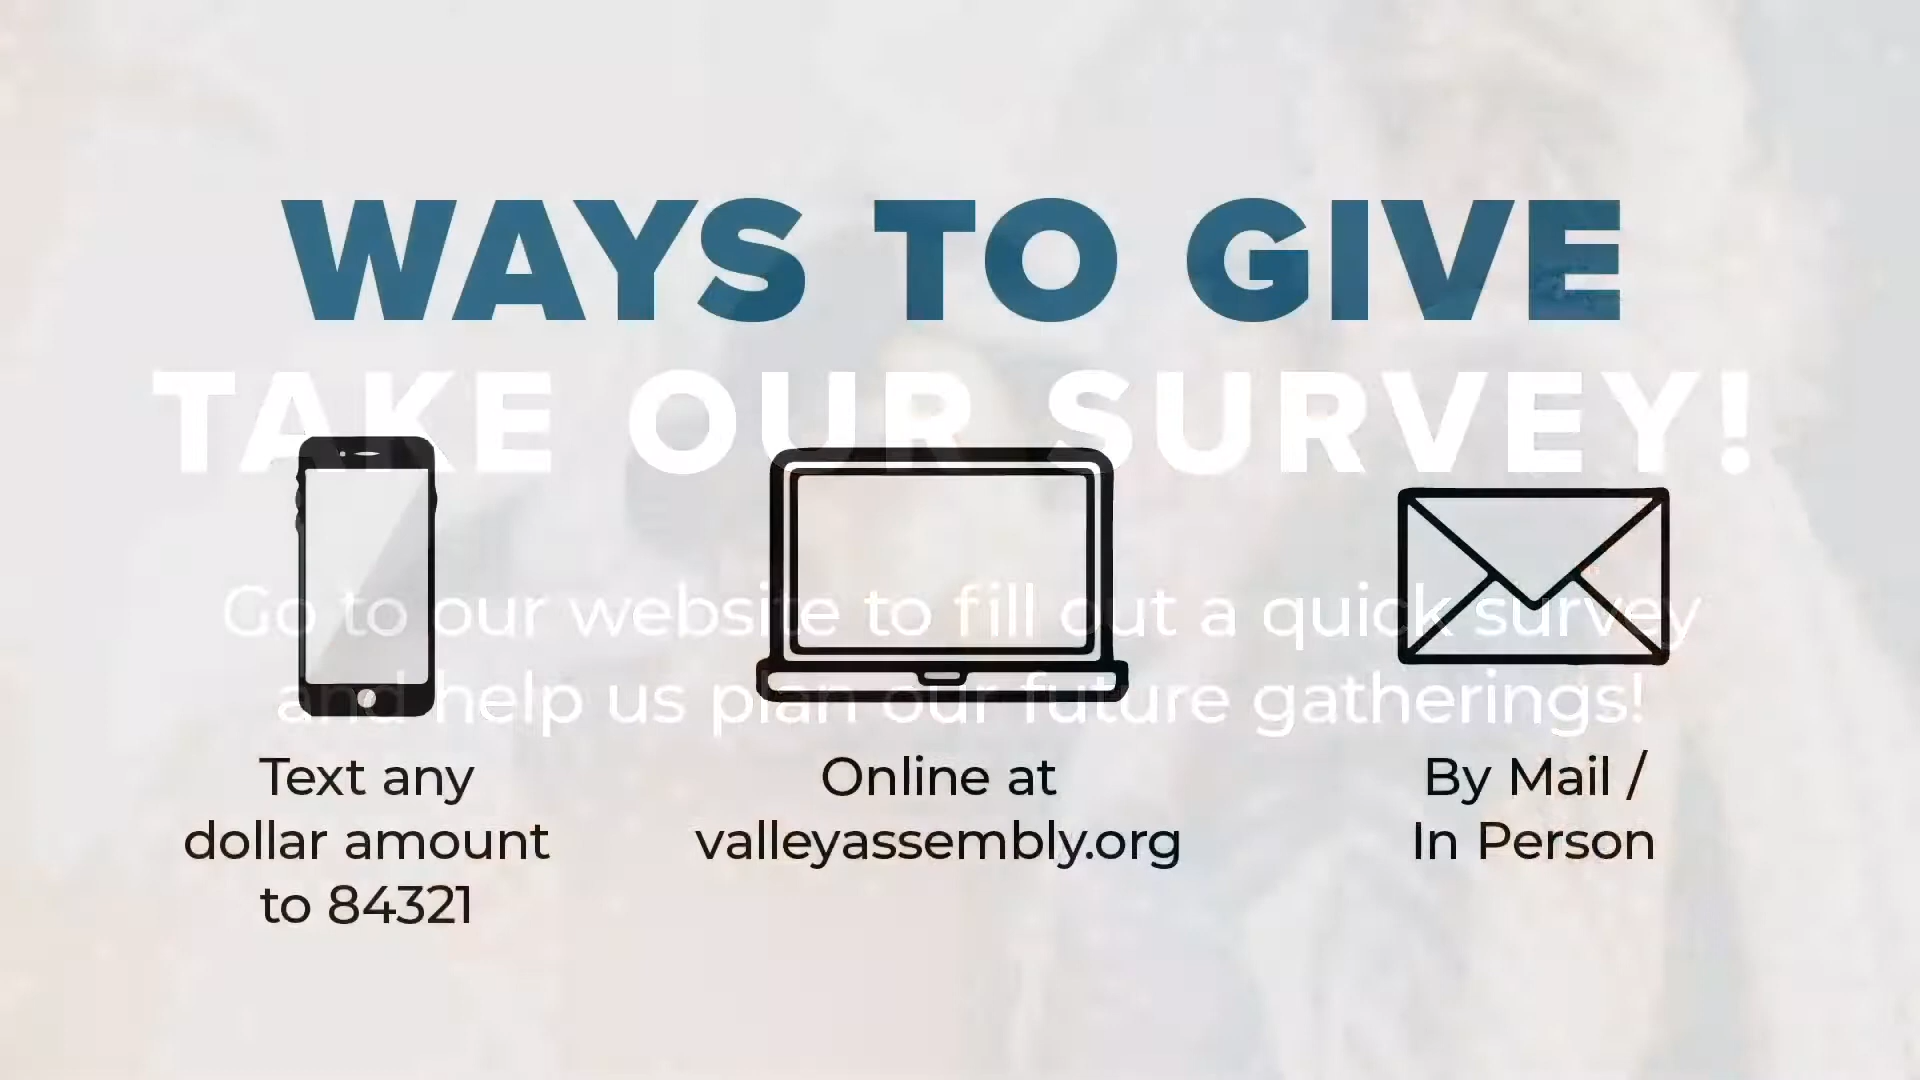 WAYS TO GIVE
TAKE OUR SURVEY!
Go to our website to fill out a quick survey
and help us plan our future gatherings!
Text any
dollar amount
to 84321
Online at
valleyassembly.org
By Mail /
In Person